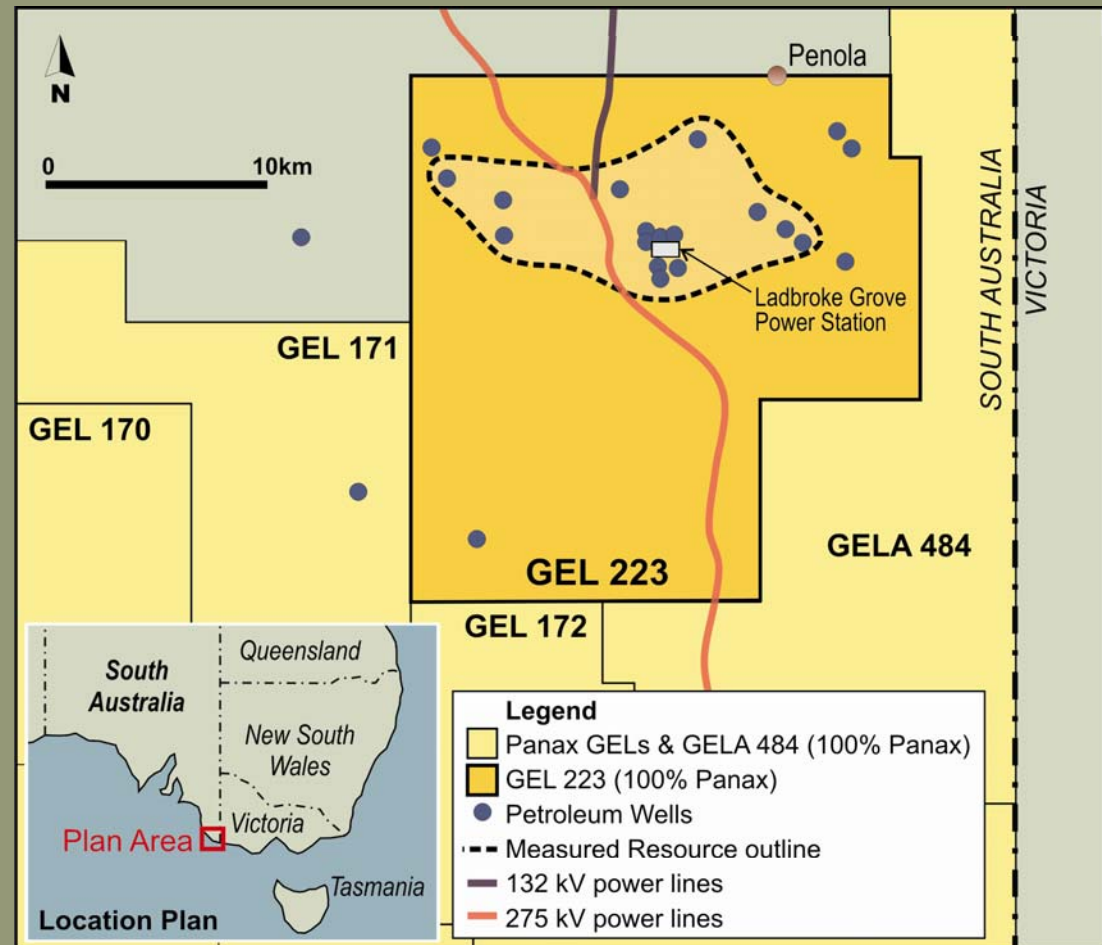 Penola
N
0 10km
Ladbroke Grove
Power Station
SOUTH AUSTRALIA
VICTORIA
GEL 171
GEL 170
GELA 484
GEL 223
GEL 172
South
Australia
Queensland
New South
Wales
Victoria
Plan Area
Tasmania
Location Plan
Legend
Panax GELs & GELA 484 (100% Panax)
GEL 223 (100% Panax)
Petroleum Wells
Measured Resource outline
132 kV power lines
275 kV power lines